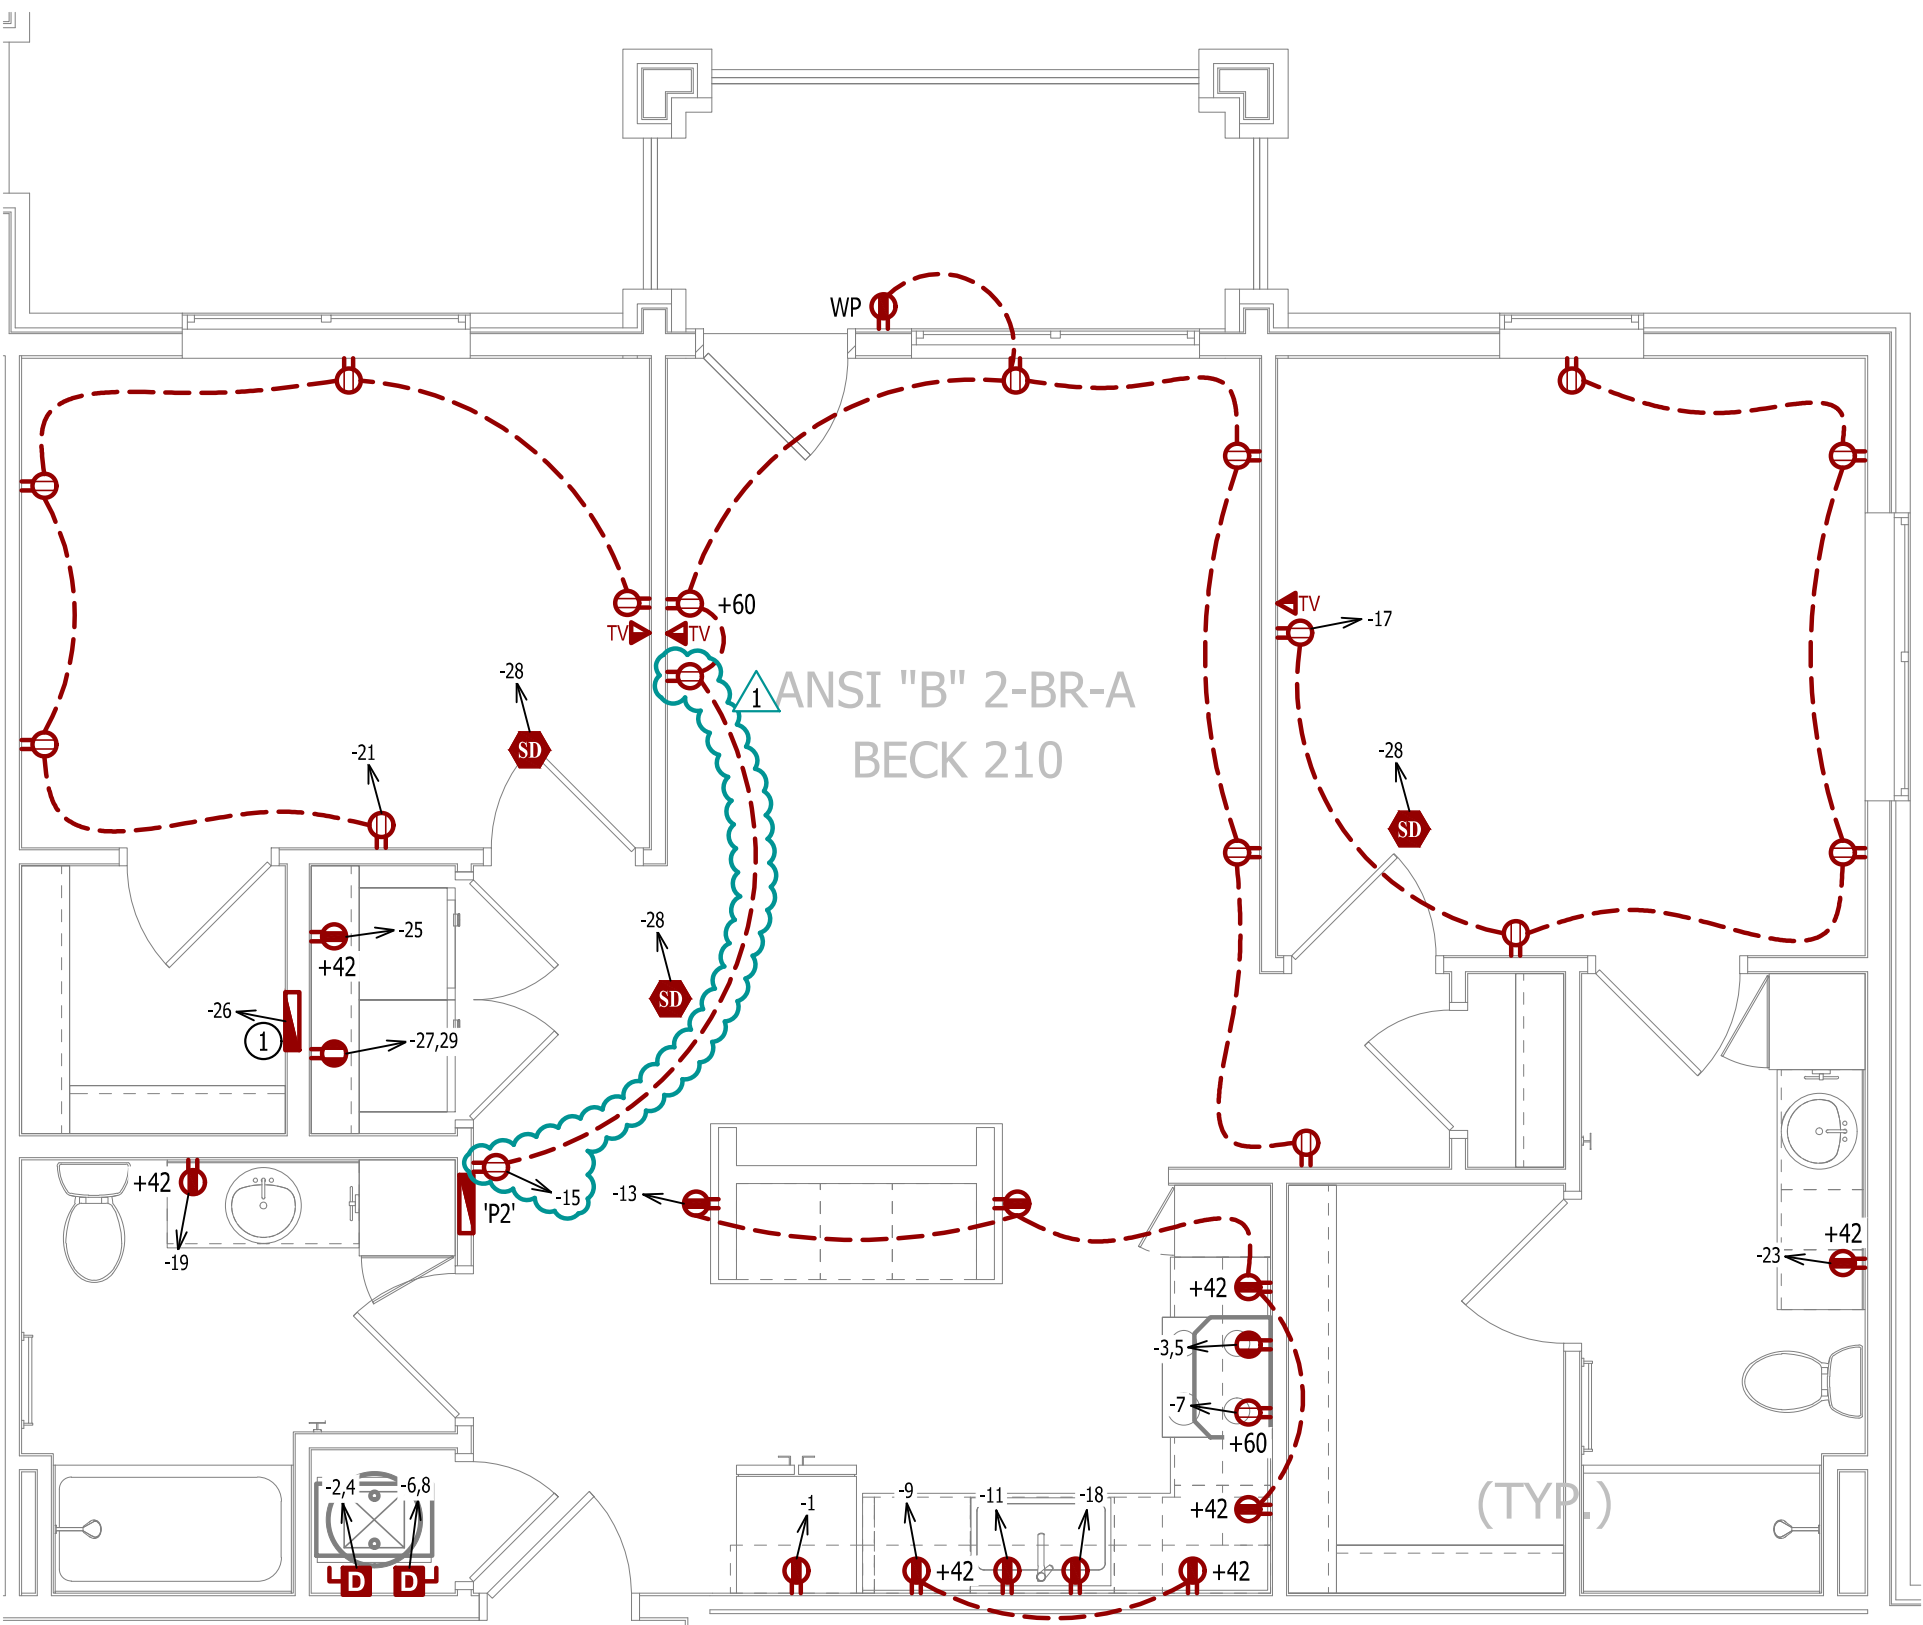 WP
+60
TV
TV
TV
-17
-28
1
ANSI "B" 2-BR-A
BECK 210
SD
-21
-28
SD
-28
-25
+42
SD
-26
1
-27,29
+42
'P2'
-15
-13
-19
+42
-23
+42
-3,5
-7
+60
-2,4
-6,8
-1
-9
-11
-18
+42
(TYP.)
D
D
+42
+42